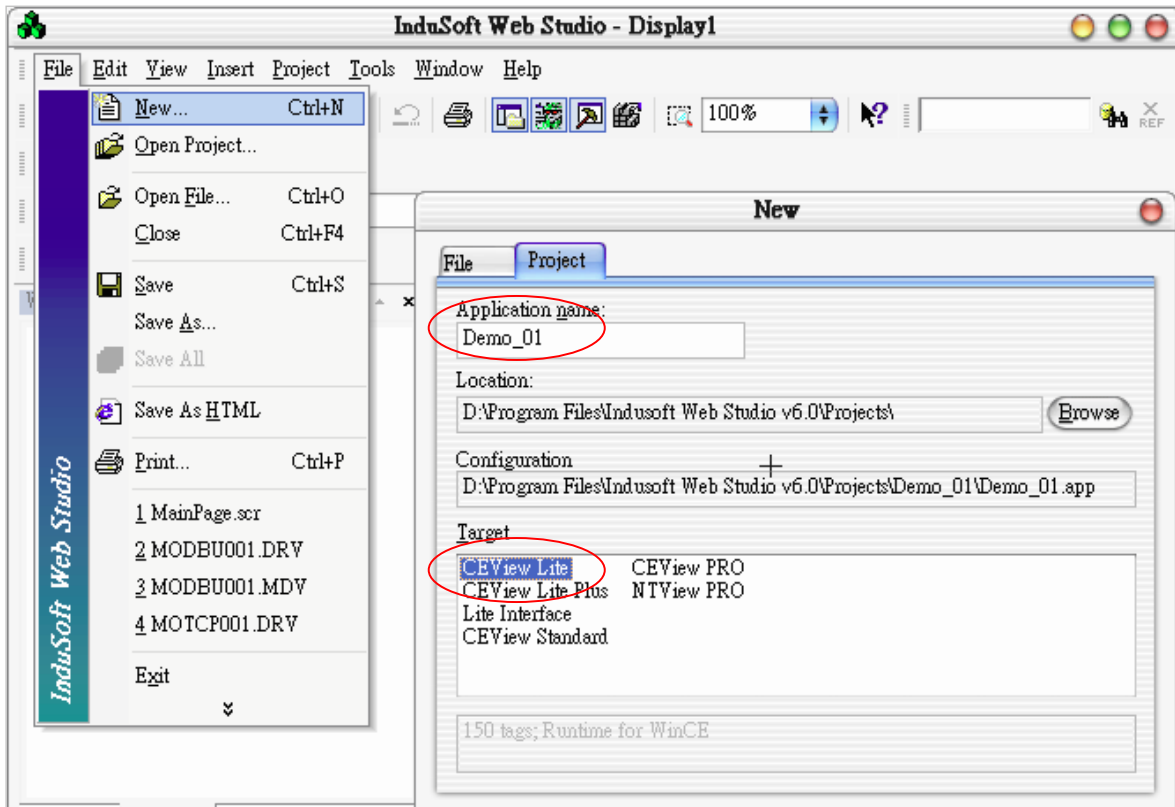 InduSoft Web Studio - Display1
File Edit View Insert Project Tools Window Help
New... Ctrl+N
100%
REF
Open Project...
Open File... Ctrl+O
Close Ctrl+F4
Save Ctrl+S
Save As...
Save All
Save As HTML
Print... Ctrl+P
1 MainPage.scr
2 MODBU001.DRV
3 MODBU001.MDV
4 MOTCP001.DRV
Exit
InduSoft Web Studio
New
File Project
Application name:
Demo_01
Location:
D:\Program Files\Indusoft Web Studio v6.0\Projects\ Browse
Configuration
D:\Program Files\Indusoft Web Studio v6.0\Projects\Demo_01\Demo_01.app
Target
CEView Lite CEView PRO
CEView Lite Plus NTView PRO
Lite Interface
CEView Standard
150 tags; Runtime for WinCE